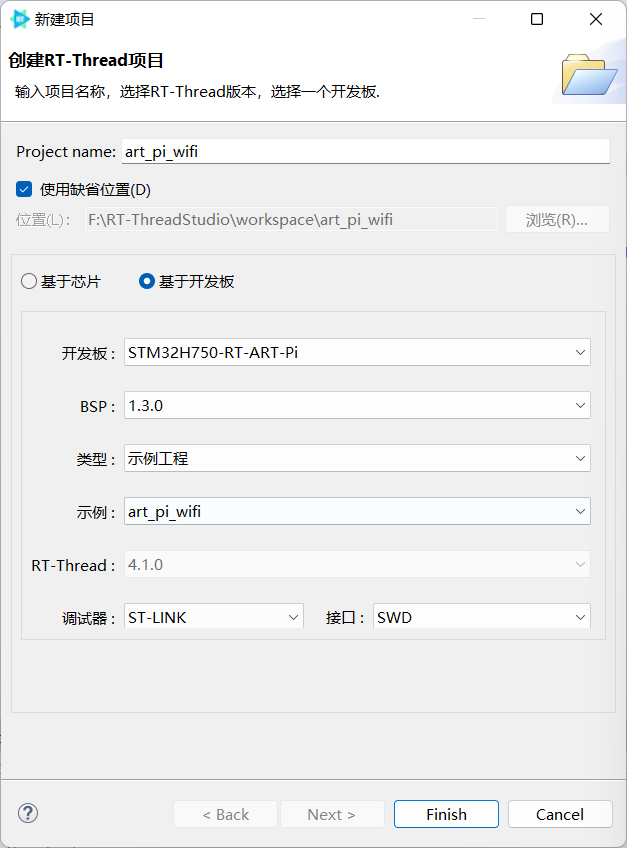 新建项目
创建RT-Thread项目
输入项目名称，选择RT-Thread版本，选择一个开发板.
Project name: art_pi_wifi
使用缺省位置(D)
位置(L): F:\RT-ThreadStudio\workspace\art_pi_wifi 浏览(R)...
基于芯片 基于开发板
开发板: STM32H750-RT-ART-Pi
BSP: 1.3.0
类型: 示例工程
示例: art_pi_wifi
RT-Thread: 4.1.0
调试器: ST-LINK 接口: SWD
? < Back Next > Finish Cancel